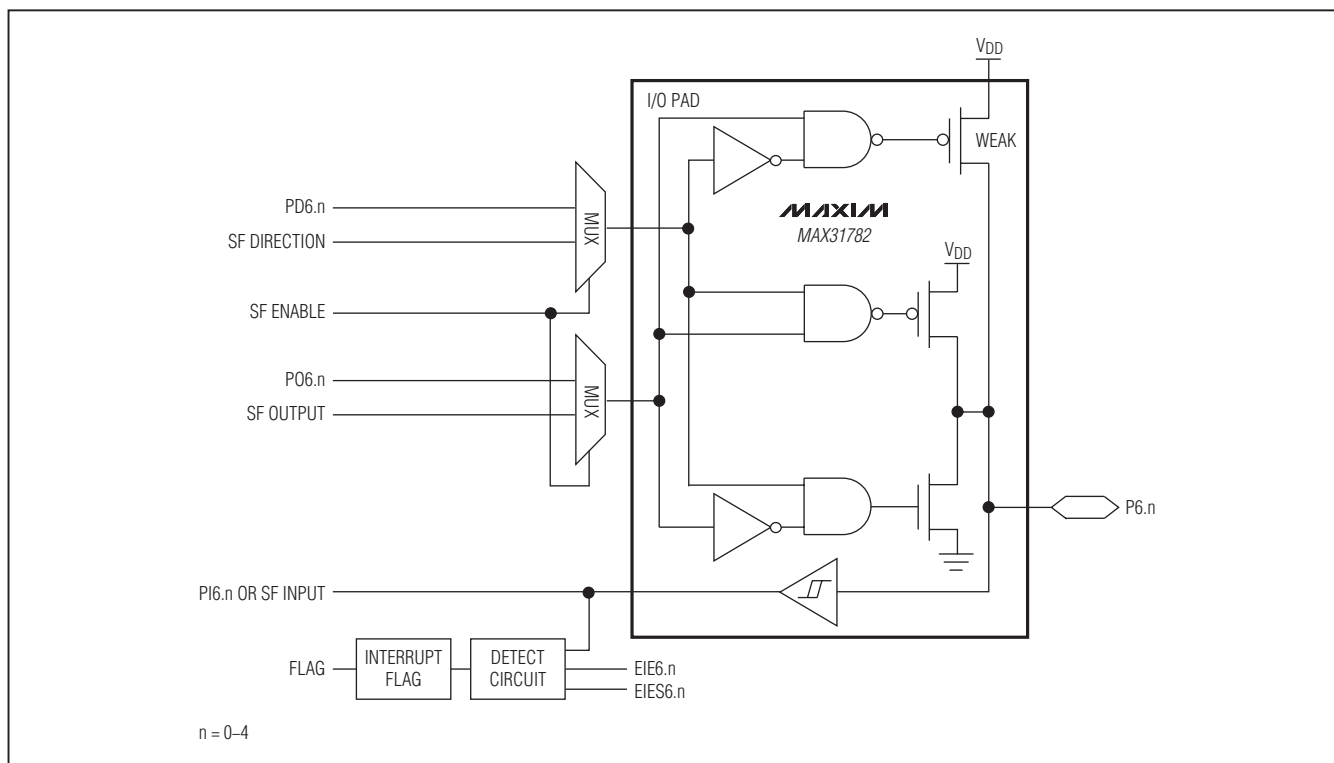 VDD
I/O PAD
WEAK
PD6.n
MUX
SF DIRECTION
MAXIM
MAX31782
VDD
SF ENABLE
PO6.n
MUX
SF OUTPUT
P6.n
PI6.n OR SF INPUT
FLAG
INTERRUPT
FLAG
DETECT
CIRCUIT
EIE6.n
EIES6.n
n = 0–4